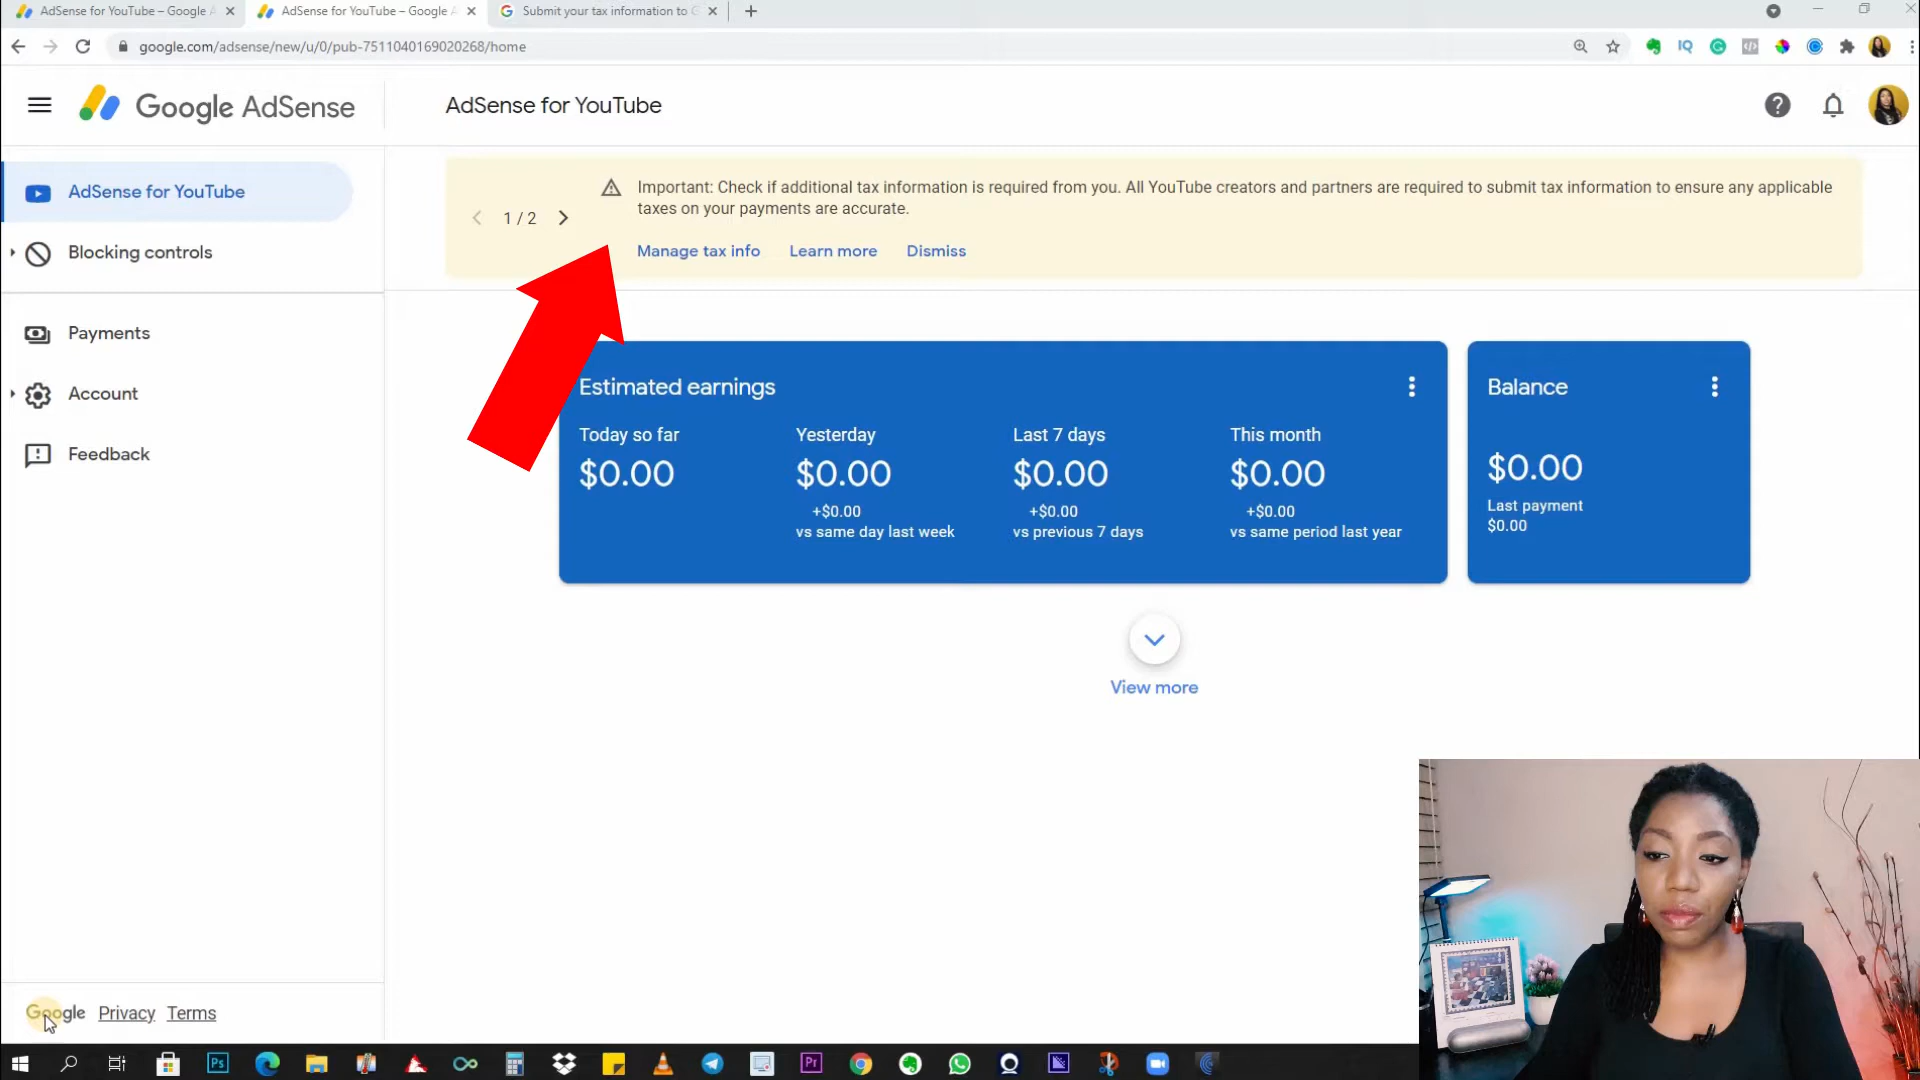 AdSense for YouTube – Google A
AdSense for YouTube – Google A
Submit your tax information to G
google.com/adsense/new/u/0/pub-7511040169020268/home
IQ
Google AdSense
AdSense for YouTube
AdSense for YouTube
Blocking controls
Payments
Account
Feedback
1 / 2
Important: Check if additional tax information is required from you. All YouTube creators and partners are required to submit tax information to ensure any applicable
taxes on your payments are accurate.
Manage tax info Learn more Dismiss
Estimated earnings
Today so far
$0.00
Yesterday
$0.00
+$0.00
vs same day last week
Last 7 days
$0.00
+$0.00
vs previous 7 days
This month
$0.00
+$0.00
vs same period last year
Balance
$0.00
Last payment
$0.00
View more
Google Privacy Terms
Ps
Pr